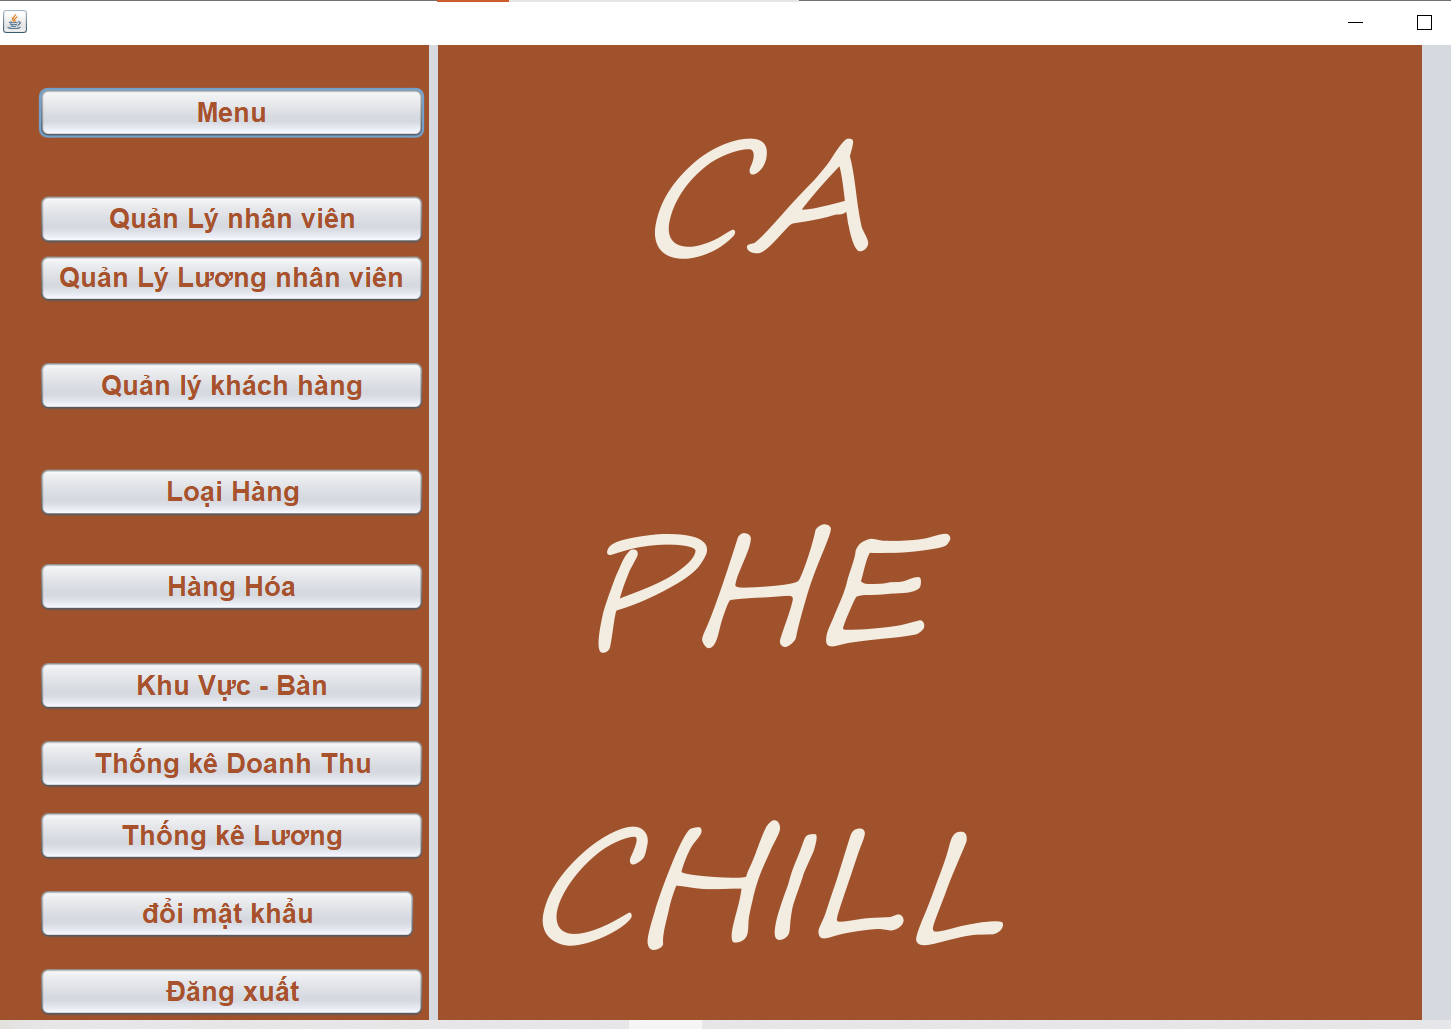 Menu
Quản Lý nhân viên
Quản Lý Lương nhân viên
Quản lý khách hàng
Loại Hàng
Hàng Hóa
Khu Vực - Bàn
Thống kê Doanh Thu
Thống kê Lương
đổi mật khẩu
Đăng xuất
CA
PHE
CHILL